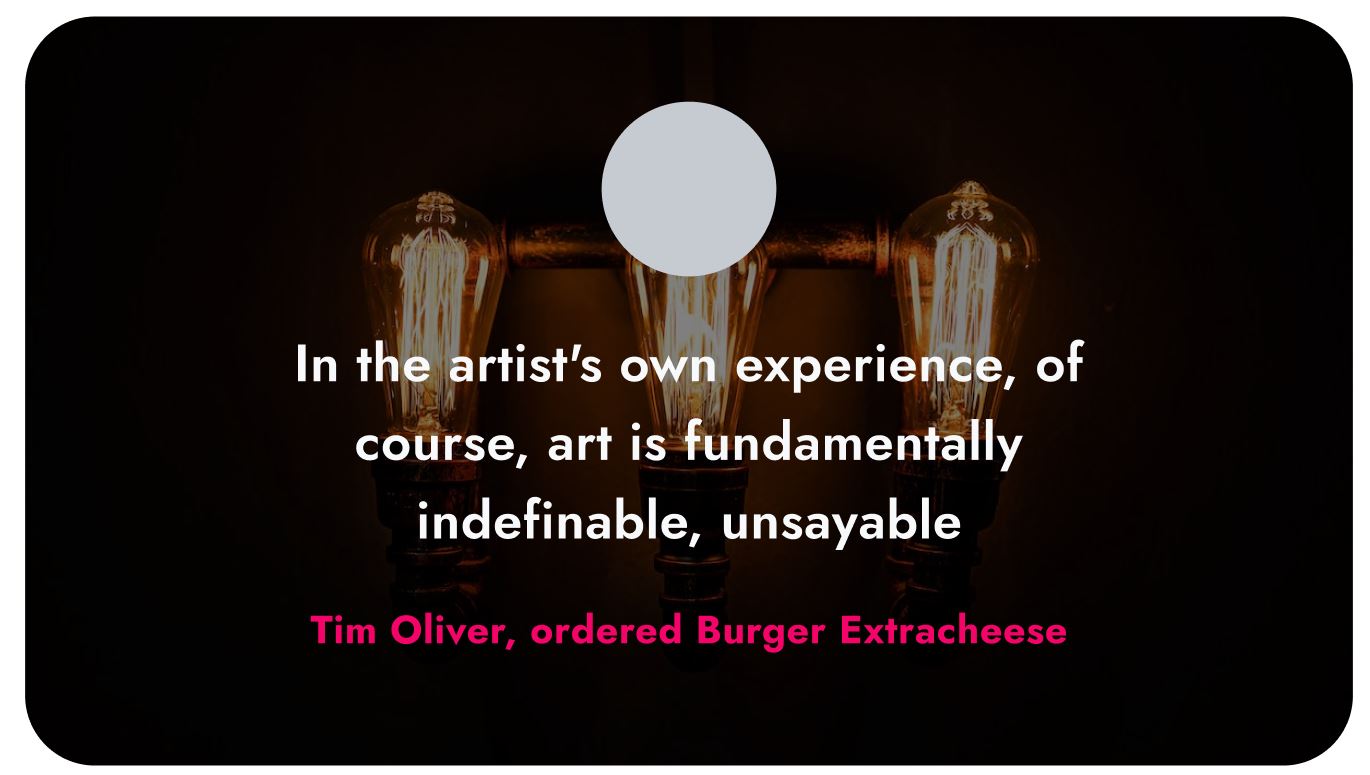 In the artist's own experience, of
course, art is fundamentally
indefinable, unsayable
Tim Oliver, ordered Burger Extracheese